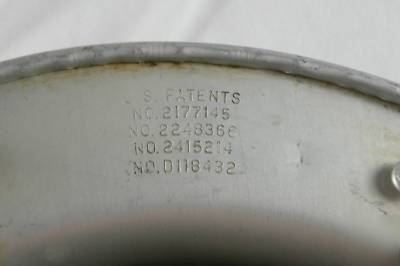 . S. PATENTS
NO. 2177145
NO. 2248366
NO. 2415214
NO. D118432